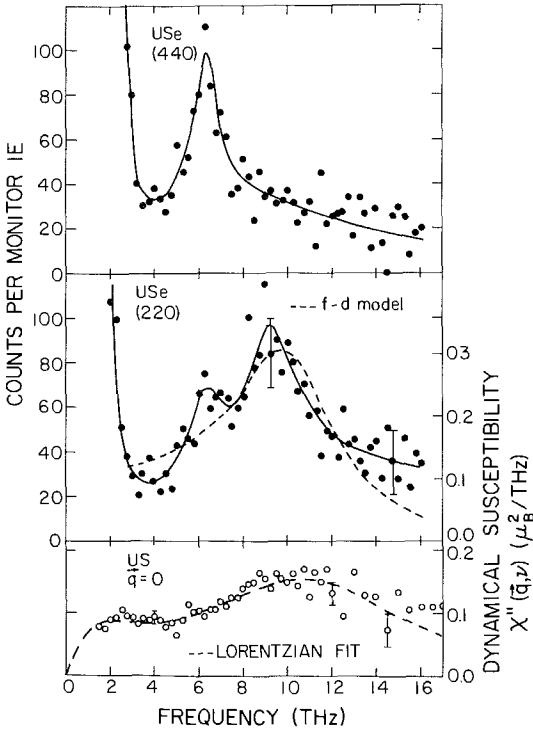 USe
(440)
100
80
60
40
20
0
COUNTS PER MONITOR 1E
USe
(220)
--- f-d model
100
80
60
40
20
0
0.3
0.2
0.1
0.0
DYNAMICAL SUSCEPTIBILITY
χ"(q⃗,ν) (μ_B²/THz)
US
q⃗=0
--- LORENTZIAN FIT
0.2
0.1
0.0
0 2 4 6 8 10 12 14 16
FREQUENCY (THz)